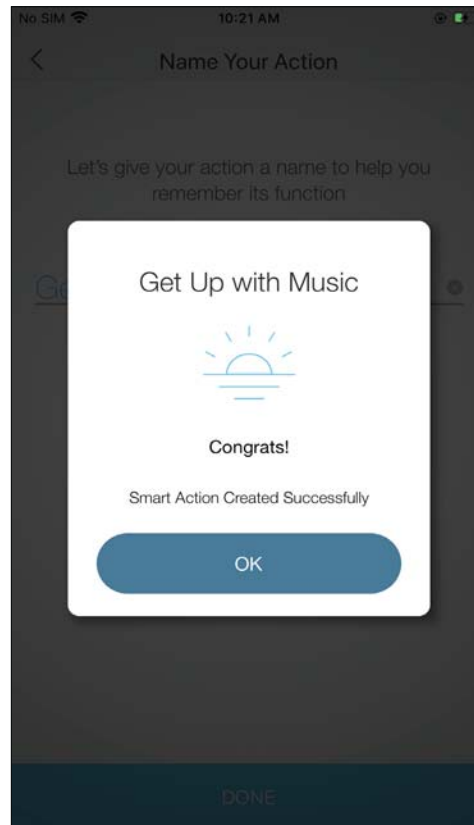 No SIM 10:21 AM
Name Your Action
Let's give your action a name to help you
remember its function
Ge
Get Up with Music
Congrats!
Smart Action Created Successfully
OK
DONE